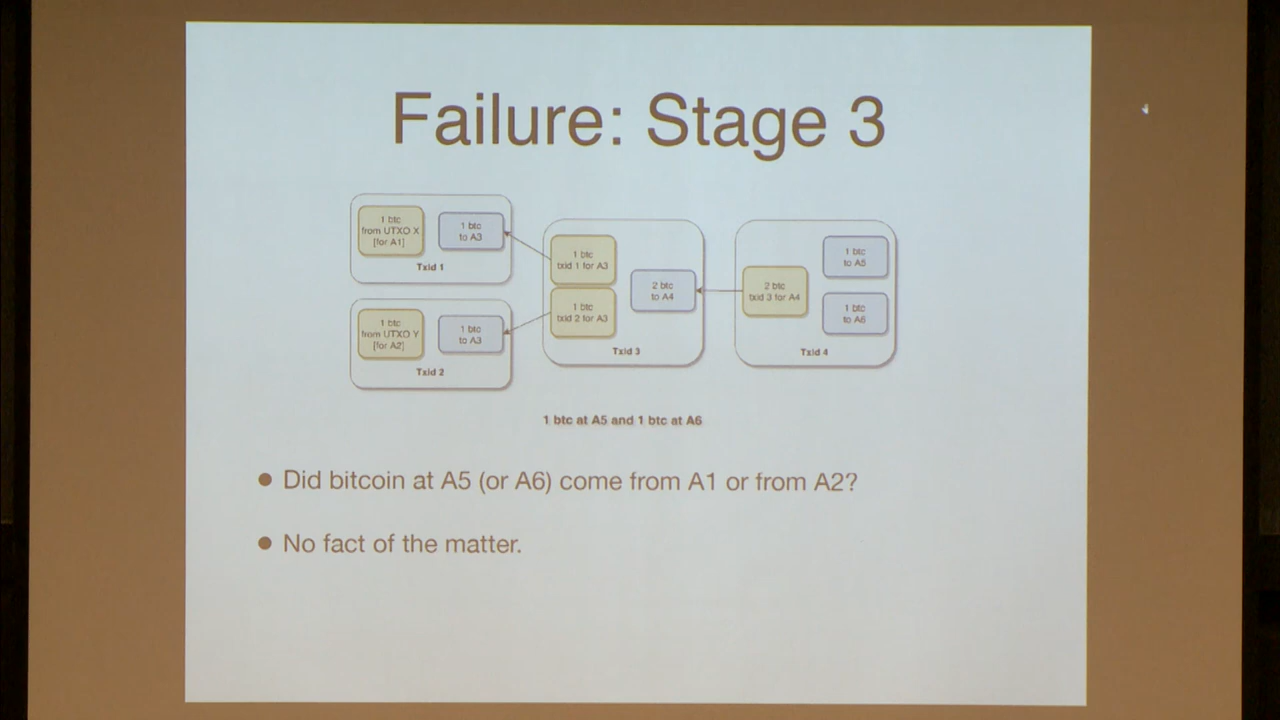 Failure: Stage 3
1 btc
from UTXO X
[for A1]
1 btc
to A3
Txid 1
1 btc
from UTXO Y
[for A2]
1 btc
to A3
Txid 2
1 btc
txid 1 for A3
1 btc
txid 2 for A3
2 btc
to A4
Txid 3
2 btc
txid 3 for A4
1 btc
to A5
1 btc
to A6
Txid 4
1 btc at A5 and 1 btc at A6
● Did bitcoin at A5 (or A6) come from A1 or from A2?
● No fact of the matter.